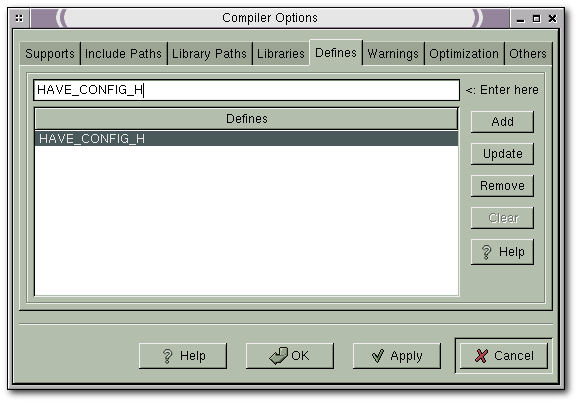 Compiler Options
Supports Include Paths Library Paths Libraries Defines Warnings Optimization Others
HAVE_CONFIG_H <: Enter here
Defines
HAVE_CONFIG_H
Add
Update
Remove
Clear
? Help
? Help OK Apply Cancel